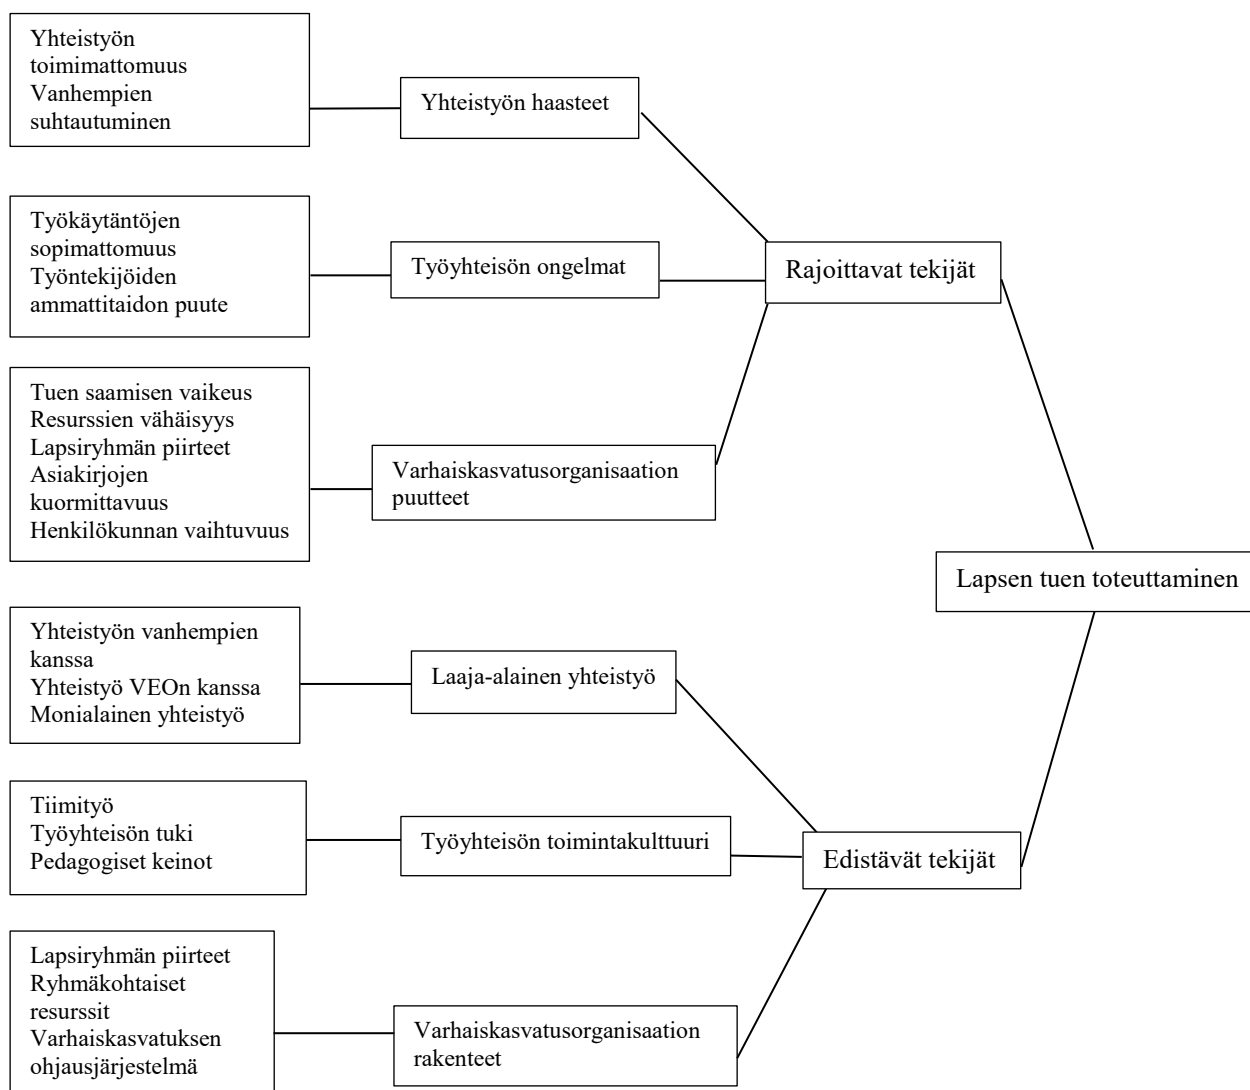 Yhteistyön
toimimattomuus
Vanhempien
suhtautuminen
Yhteistyön haasteet
Työkäytäntöjen
sopimattomuus
Työntekijöiden
ammattitaidon puute
Työyhteisön ongelmat
Rajoittavat tekijät
Tuen saamisen vaikeus
Resurssien vähäisyys
Lapsiryhmän piirteet
Asiakirjojen
kuormittavuus
Henkilökunnan vaihtuvuus
Varhaiskasvatusorganisaation
puutteet
Lapsen tuen toteuttaminen
Yhteistyön vanhempien
kanssa
Yhteistyö VEOn kanssa
Monialainen yhteistyö
Laaja-alainen yhteistyö
Tiimityö
Työyhteisön tuki
Pedagogiset keinot
Työyhteisön toimintakulttuuri
Edistävät tekijät
Lapsiryhmän piirteet
Ryhmäkohtaiset
resurssit
Varhaiskasvatuksen
ohjausjärjestelmä
Varhaiskasvatusorganisaation
rakenteet